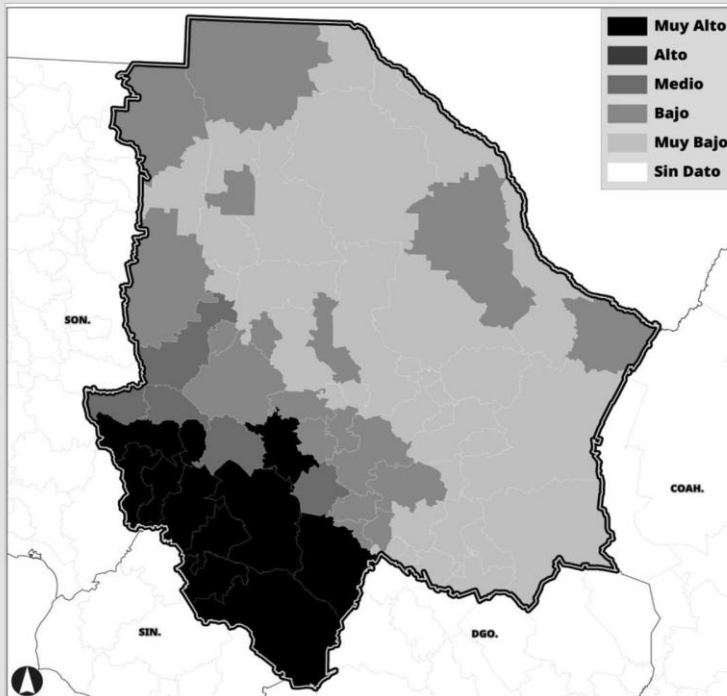 Muy Alto
Alto
Medio
Bajo
Muy Bajo
Sin Dato
SON.
COAH.
SIN.
DGO.